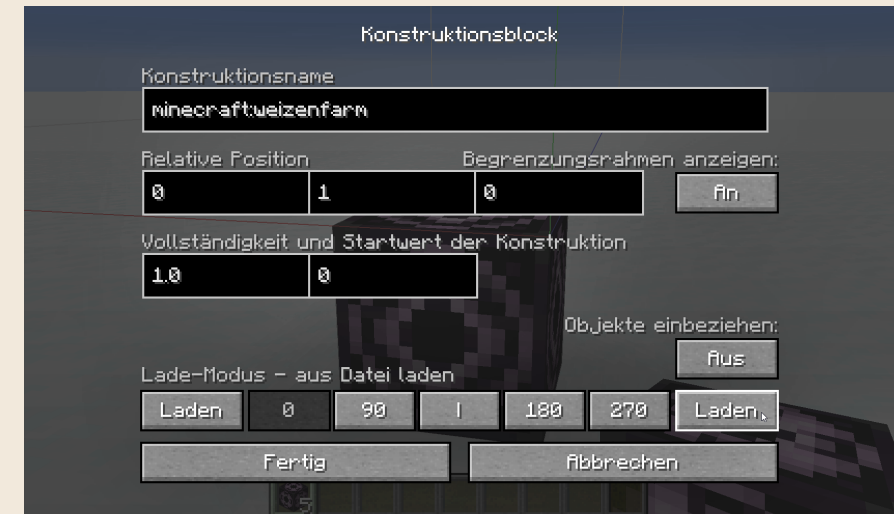 Konstruktionsblock
Konstruktionsname
minecraft:weizenfarm
Relative Position Begrenzungsrahmen anzeigen:
0 1 0 An
Vollständigkeit und Startwert der Konstruktion
1.0 0
Objekte einbeziehen:
Aus
Lade-Modus – aus Datei laden
Laden 0 90 | 180 270 Laden
Fertig Abbrechen
5